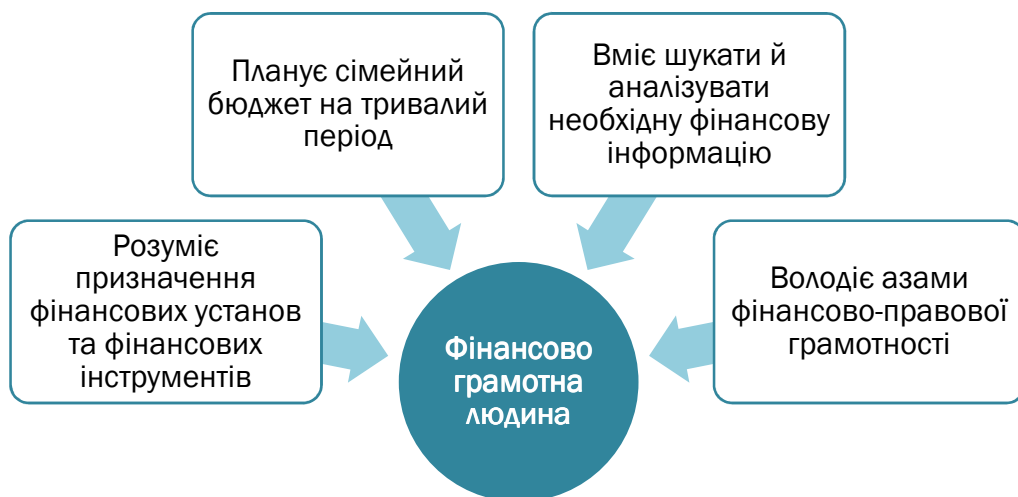 Планує сімейний
бюджет на тривалий
період
Вміє шукати й
аналізувати
необхідну фінансову
інформацію
Розуміє
призначення
фінансових установ
та фінансових
інструментів
Володіє азами
фінансово-правової
грамотності
Фінансово
грамотна
людина